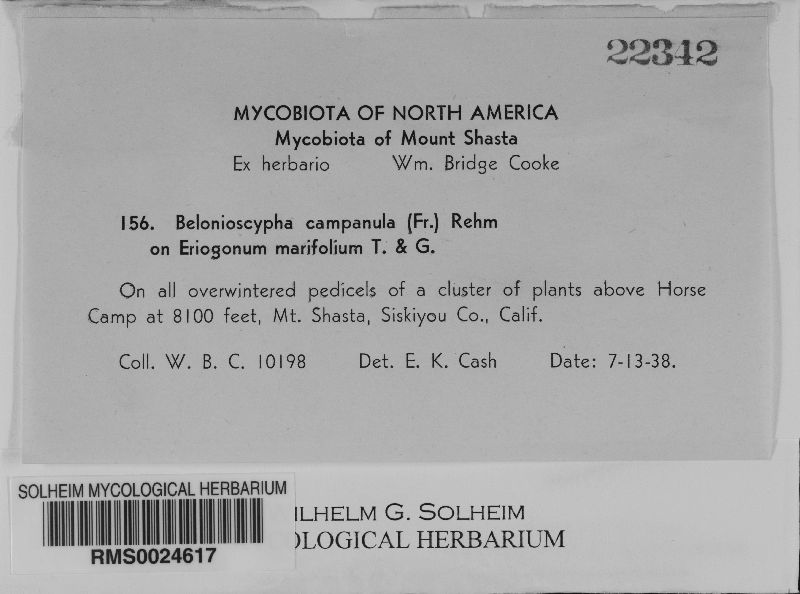 22342
MYCOBIOTA OF NORTH AMERICA
Mycobiota of Mount Shasta
Ex herbario Wm. Bridge Cooke
156. Belonioscypha campanula (Fr.) Rehm
on Eriogonum marifolium T. & G.
On all overwintered pedicels of a cluster of plants above Horse
Camp at 8100 feet, Mt. Shasta, Siskiyou Co., Calif.
Coll. W. B. C. 10198 Det. E. K. Cash Date: 7-13-38.
SOLHEIM MYCOLOGICAL HERBARIUM
RMS0024617
ILHELM G. SOLHEIM
OLOGICAL HERBARIUM